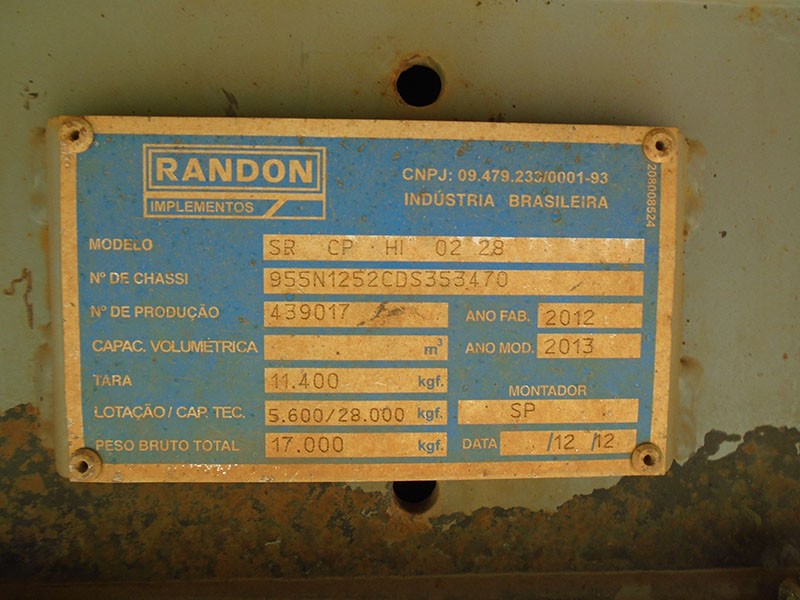 RANDON
IMPLEMENTOS
CNPJ: 09.479.233/0001-93
INDÚSTRIA BRASILEIRA
208008524
MODELO SR CP HI 02 28
Nº DE CHASSI 955N1252CDS353470
Nº DE PRODUÇÃO 439017 ANO FAB. 2012
CAPAC. VOLUMÉTRICA m³ ANO MOD. 2013
TARA 11.400 kgf. MONTADOR
LOTAÇÃO / CAP. TEC. 5.600/28.000 kgf. SP
PESO BRUTO TOTAL 17.000 kgf. DATA /12 /12